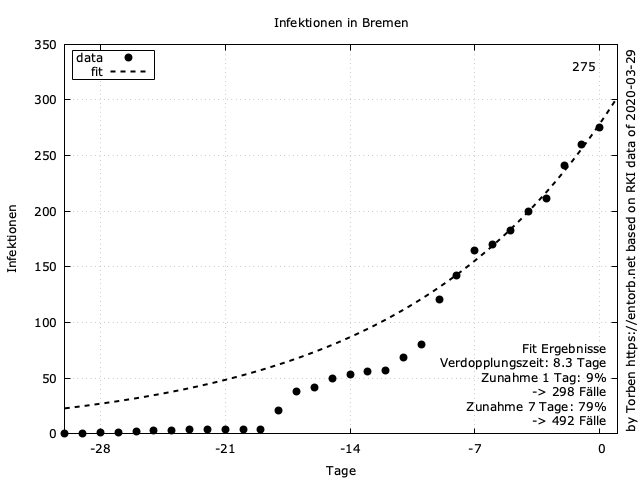 Infektionen in Bremen
350
300
250
200
150
100
50
0
Infektionen
data
fit
275
Fit Ergebnisse
Verdopplungszeit: 8.3 Tage
Zunahme 1 Tag: 9%
-> 298 Fälle
Zunahme 7 Tage: 79%
-> 492 Fälle
-28
-21
-14
-7
0
Tage
by Torben https://entorb.net based on RKI data of 2020-03-29